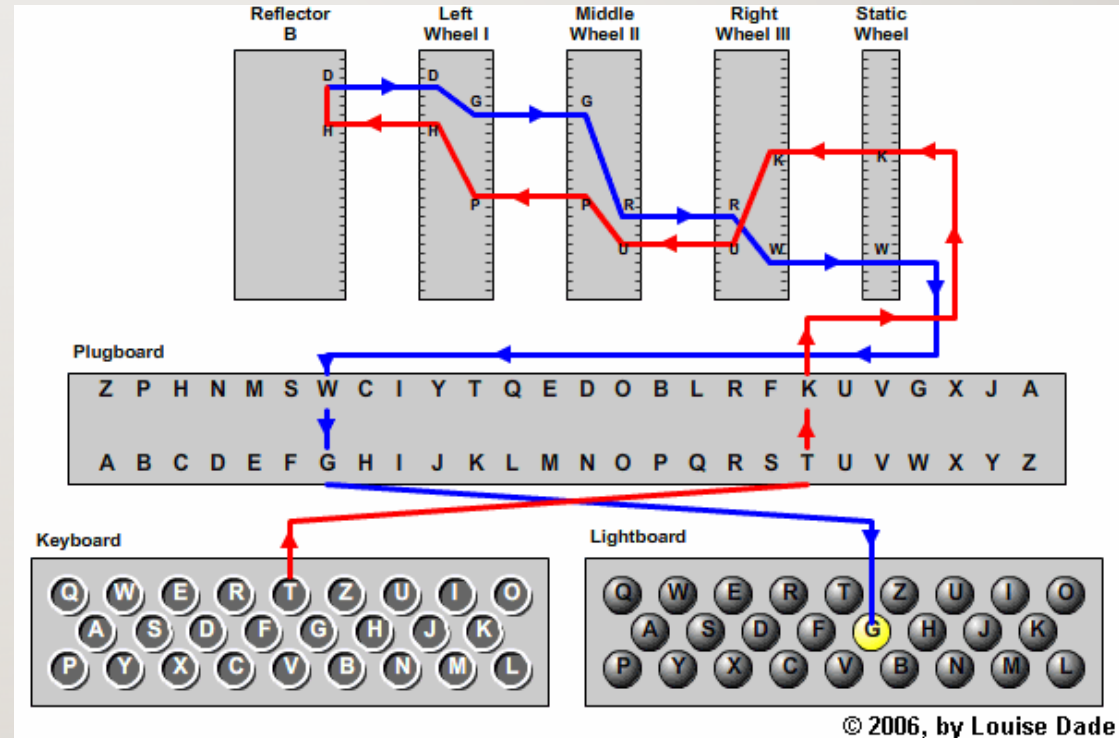 Reflector B
Left Wheel I
Middle Wheel II
Right Wheel III
Static Wheel
D D
G G
H H
K K
P P R R
U U W W
Plugboard
Z P H N M S W C I Y T Q E D O B L R F K U V G X J A
A B C D E F G H I J K L M N O P Q R S T U V W X Y Z
Keyboard
Q W E R T Z U I O
A S D F G H J K
P Y X C V B N M L
Lightboard
Q W E R T Z U I O
A S D F G H J K
P Y X C V B N M L
© 2006, by Louise Dade